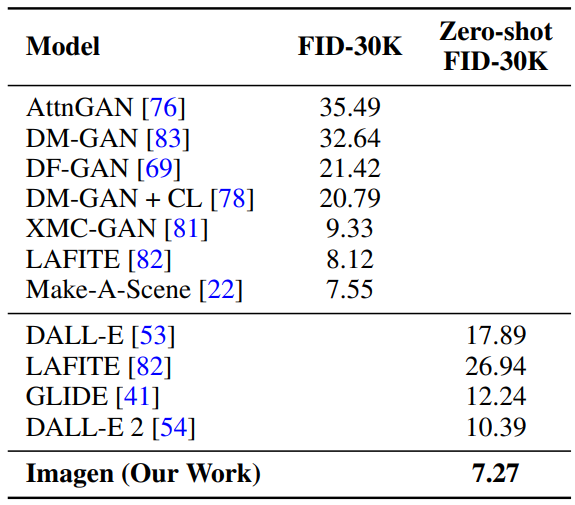 Model FID-30K Zero-shot FID-30K
AttnGAN [76] 35.49
DM-GAN [83] 32.64
DF-GAN [69] 21.42
DM-GAN + CL [78] 20.79
XMC-GAN [81] 9.33
LAFITE [82] 8.12
Make-A-Scene [22] 7.55
DALL-E [53] 17.89
LAFITE [82] 26.94
GLIDE [41] 12.24
DALL-E 2 [54] 10.39
Imagen (Our Work) 7.27